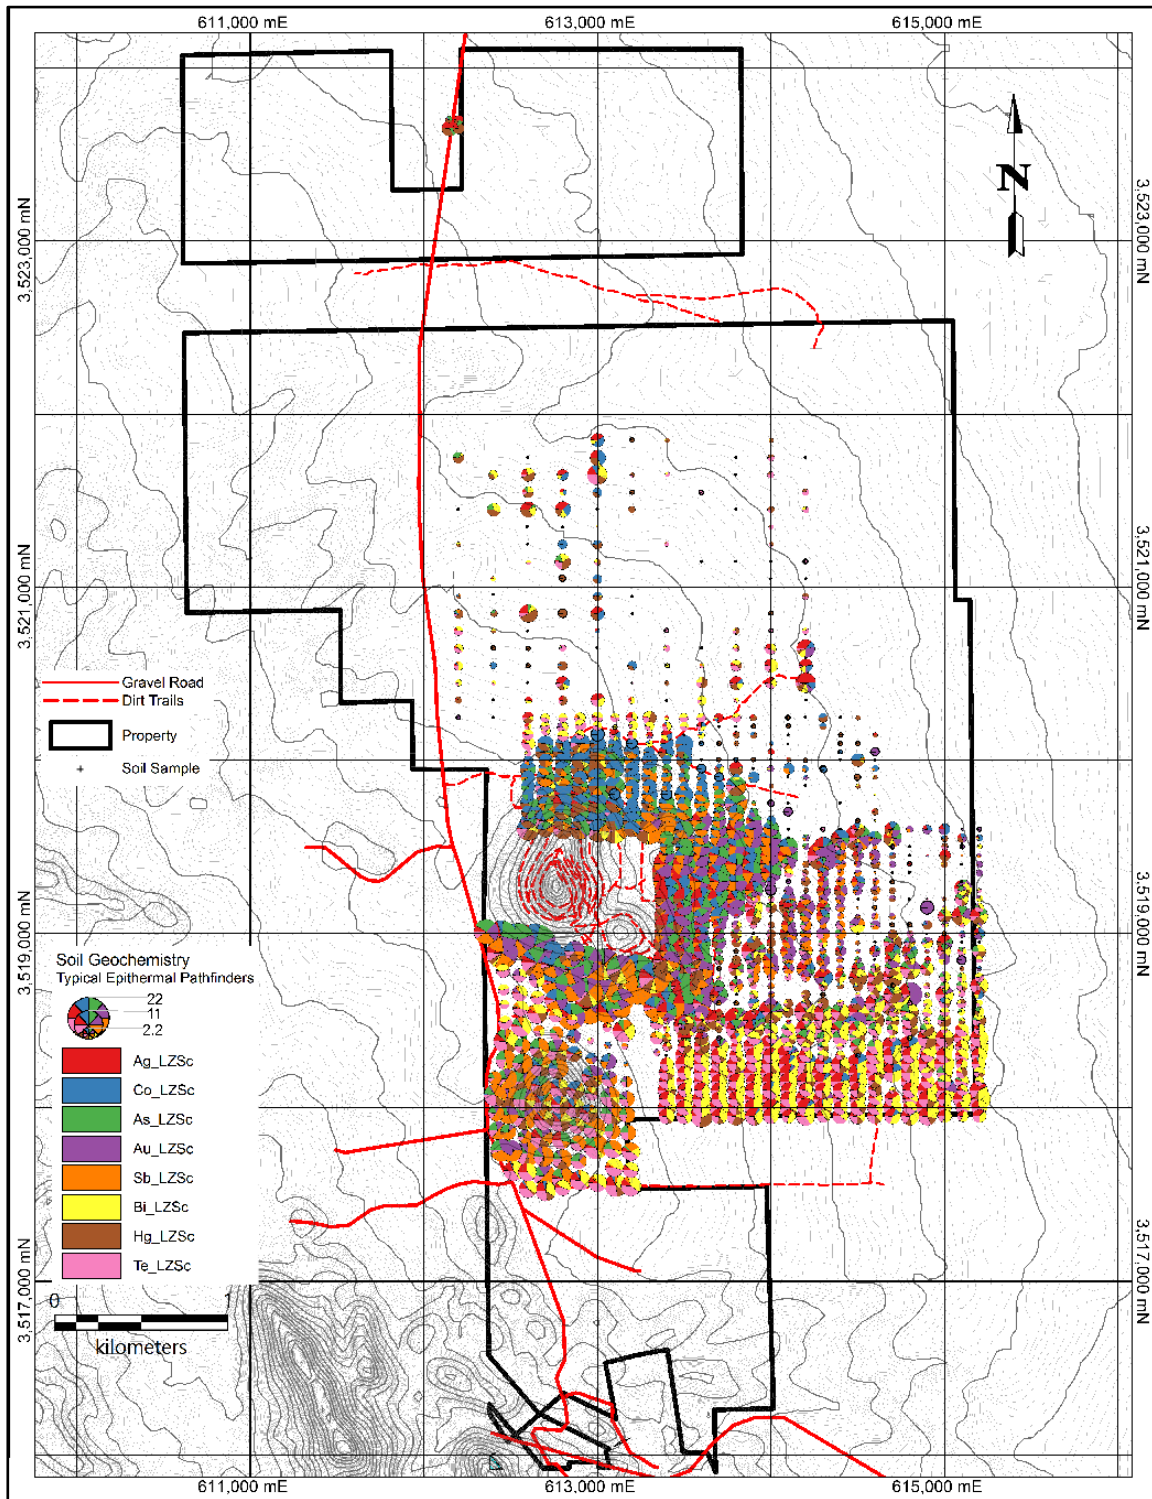 611,000 mE
613,000 mE
615,000 mE
N
3,523,000 mN
3,523,000 mN
3,521,000 mN
3,521,000 mN
Gravel Road
Dirt Trails
Property
Soil Sample
3,519,000 mN
3,519,000 mN
Soil Geochemistry
Typical Epithermal Pathfinders
22
11
2.2
Ag_LZSc
Co_LZSc
As_LZSc
Au_LZSc
Sb_LZSc
Bi_LZSc
Hg_LZSc
Te_LZSc
3,517,000 mN
3,517,000 mN
0 1
kilometers
611,000 mE
613,000 mE
615,000 mE